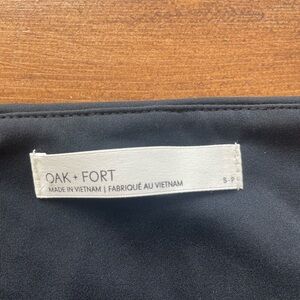 OAK + FORT
MADE IN VIETNAM | FABRIQUÉ AU VIETNAM
S-P